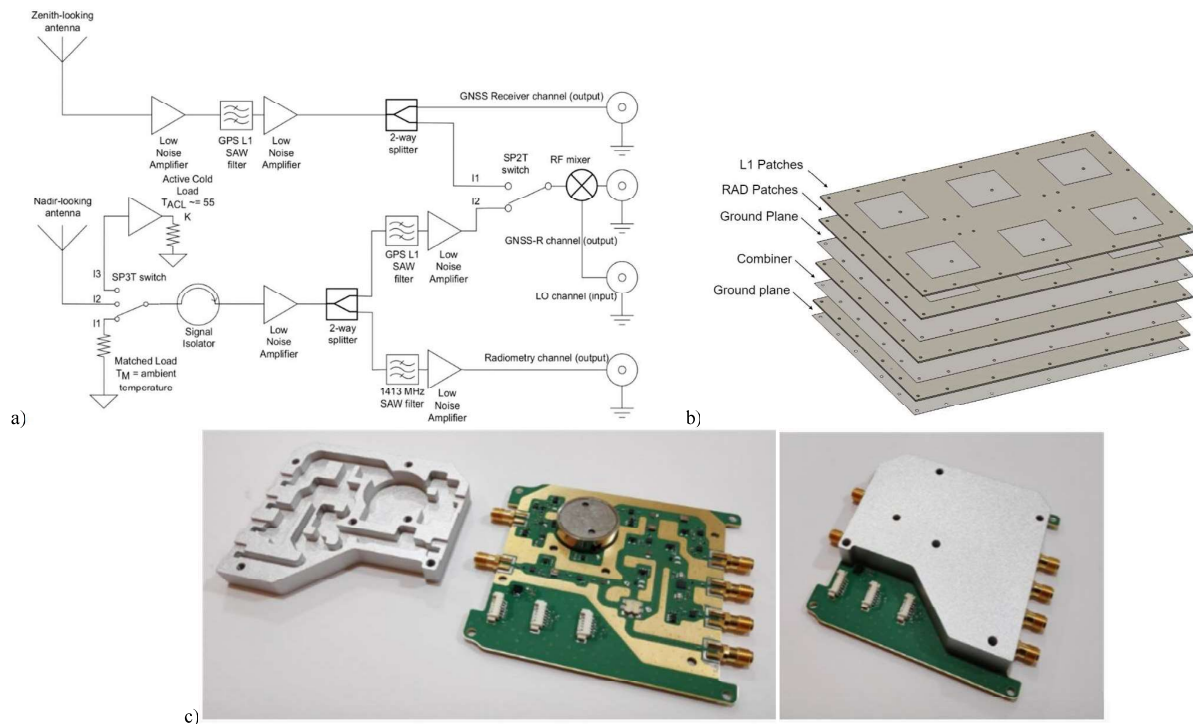 Zenith-looking
antenna
Low
Noise
Amplifier
GPS L1
SAW
filter
Low
Noise
Amplifier
2-way
splitter
GNSS Receiver channel (output)
SP2T
switch
RF mixer
I1
I2
GNSS-R channel (output)
LO channel (input)
Active Cold
Load
TACL ~= 55
K
Nadir-looking
antenna
SP3T switch
I3
I2
I1
Signal
Isolator
Low
Noise
Amplifier
2-way
splitter
GPS L1
SAW
filter
Low
Noise
Amplifier
Matched Load
TM = ambient
temperature
1413 MHz
SAW filter
Low
Noise
Amplifier
Radiometry channel (output)
a)
L1 Patches
RAD Patches
Ground Plane
Combiner
Ground plane
b)
c)